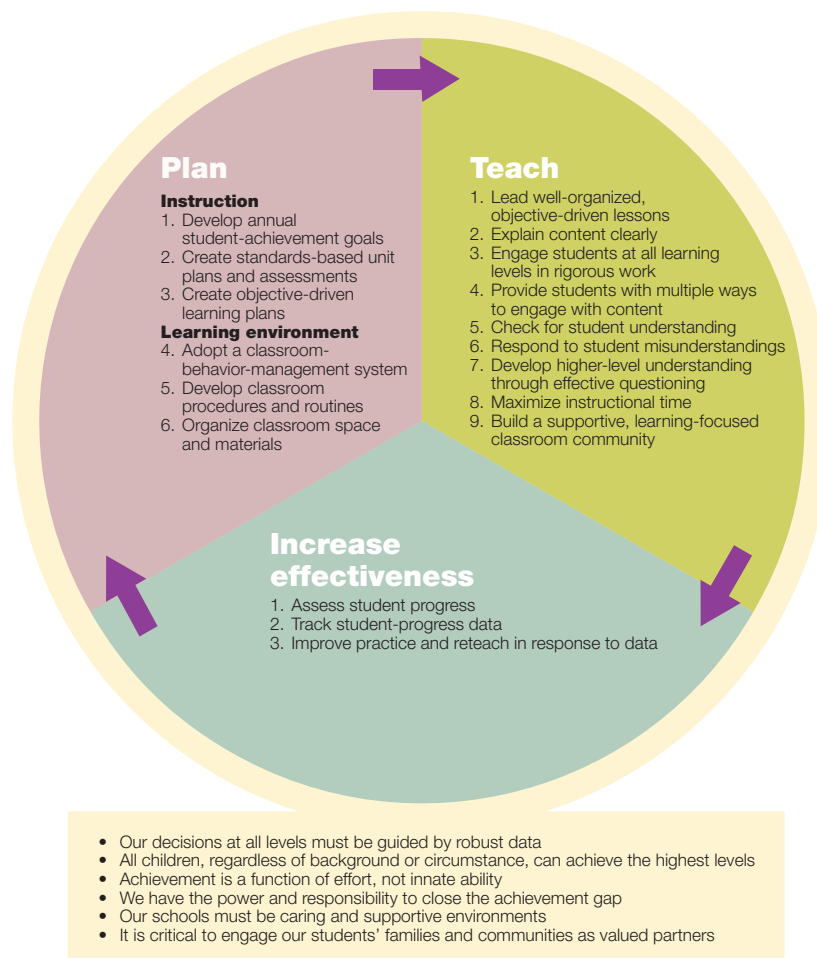 Plan
Instruction
1. Develop annual
student-achievement goals
2. Create standards-based unit
plans and assessments
3. Create objective-driven
learning plans
Learning environment
4. Adopt a classroom-
behavior-management system
5. Develop classroom
procedures and routines
6. Organize classroom space
and materials
Teach
1. Lead well-organized,
objective-driven lessons
2. Explain content clearly
3. Engage students at all learning
levels in rigorous work
4. Provide students with multiple ways
to engage with content
5. Check for student understanding
6. Respond to student misunderstandings
7. Develop higher-level understanding
through effective questioning
8. Maximize instructional time
9. Build a supportive, learning-focused
classroom community
Increase
effectiveness
1. Assess student progress
2. Track student-progress data
3. Improve practice and reteach in response to data
• Our decisions at all levels must be guided by robust data
• All children, regardless of background or circumstance, can achieve the highest levels
• Achievement is a function of effort, not innate ability
• We have the power and responsibility to close the achievement gap
• Our schools must be caring and supportive environments
• It is critical to engage our students’ families and communities as valued partners